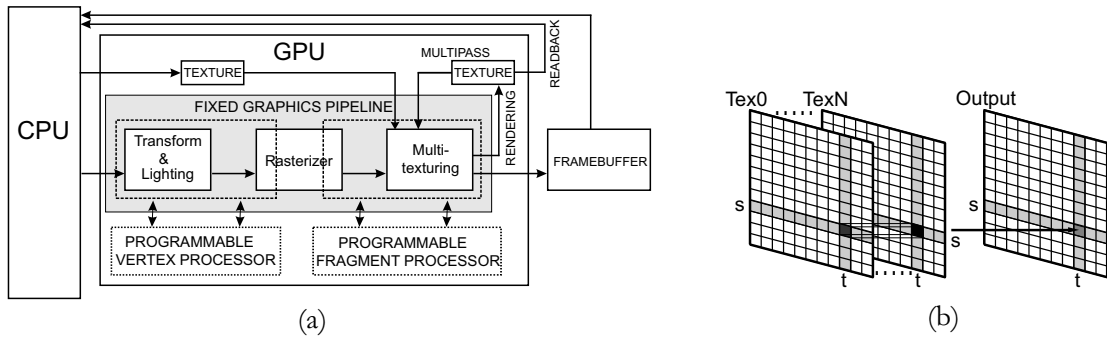 GPU
CPU
TEXTURE
MULTIPASS
TEXTURE
READBACK
RENDERING
FIXED GRAPHICS PIPELINE
Transform
&
Lighting
Rasterizer
Multi-
texturing
FRAMEBUFFER
PROGRAMMABLE
VERTEX PROCESSOR
PROGRAMMABLE
FRAGMENT PROCESSOR
(a)
Tex0
TexN
Output
s
s
s
t
t
t
(b)